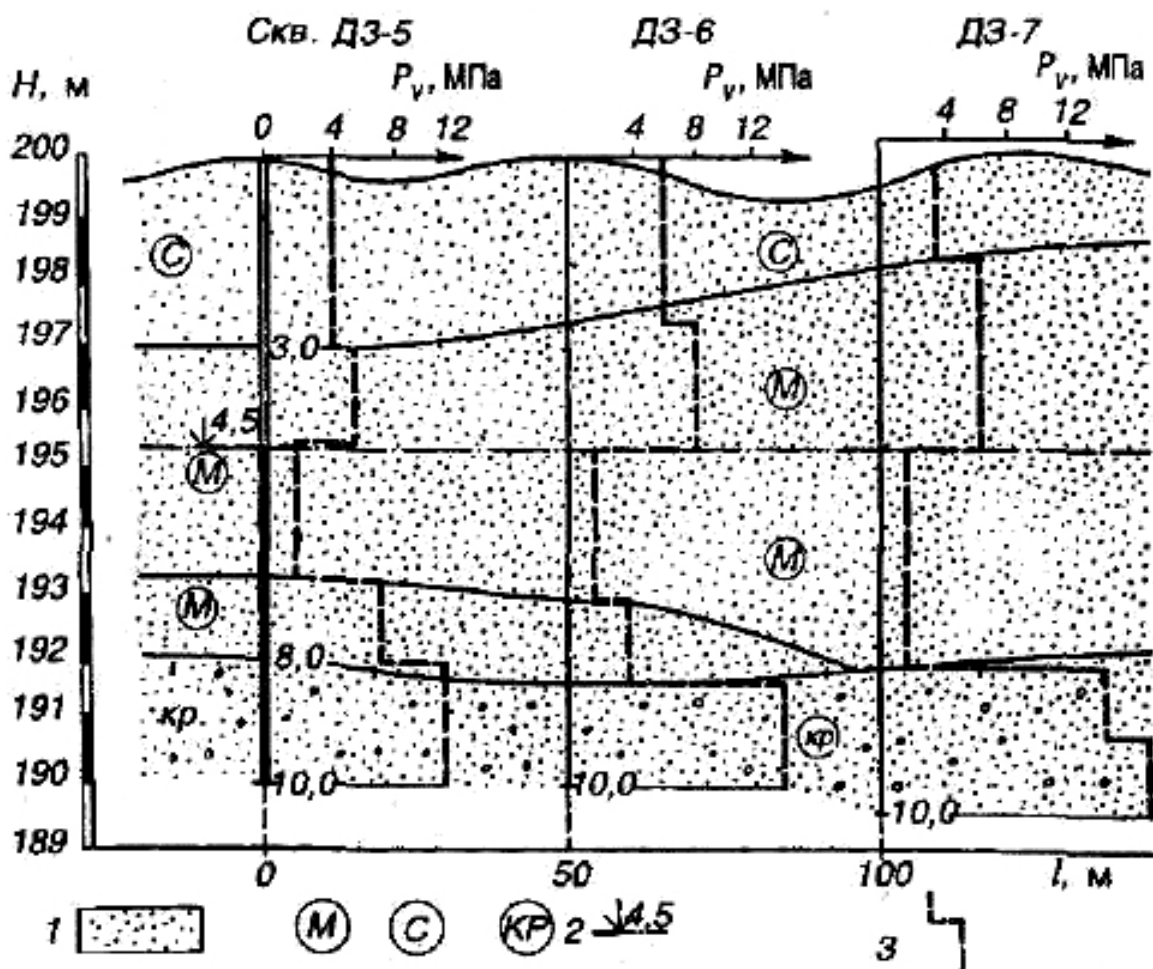 Скв. ДЗ-5 ДЗ-6 ДЗ-7
H, м P_v, МПа P_v, МПа P_v, МПа
0 4 8 12 4 8 12 4 8 12
200
199
С С
198
197
3,0
196
М
4,5
195
М
194
М
193
М
192
8,0
191
кр кр
190
10,0 10,0 10,0
189
0 50 100 l, м
1 М С КР 2 4,5 3